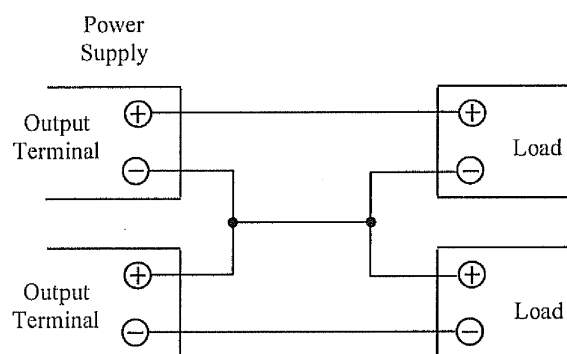 Power
Supply
Output
Terminal
+
−
Load
+
−
Output
Terminal
+
−
Load
+
−